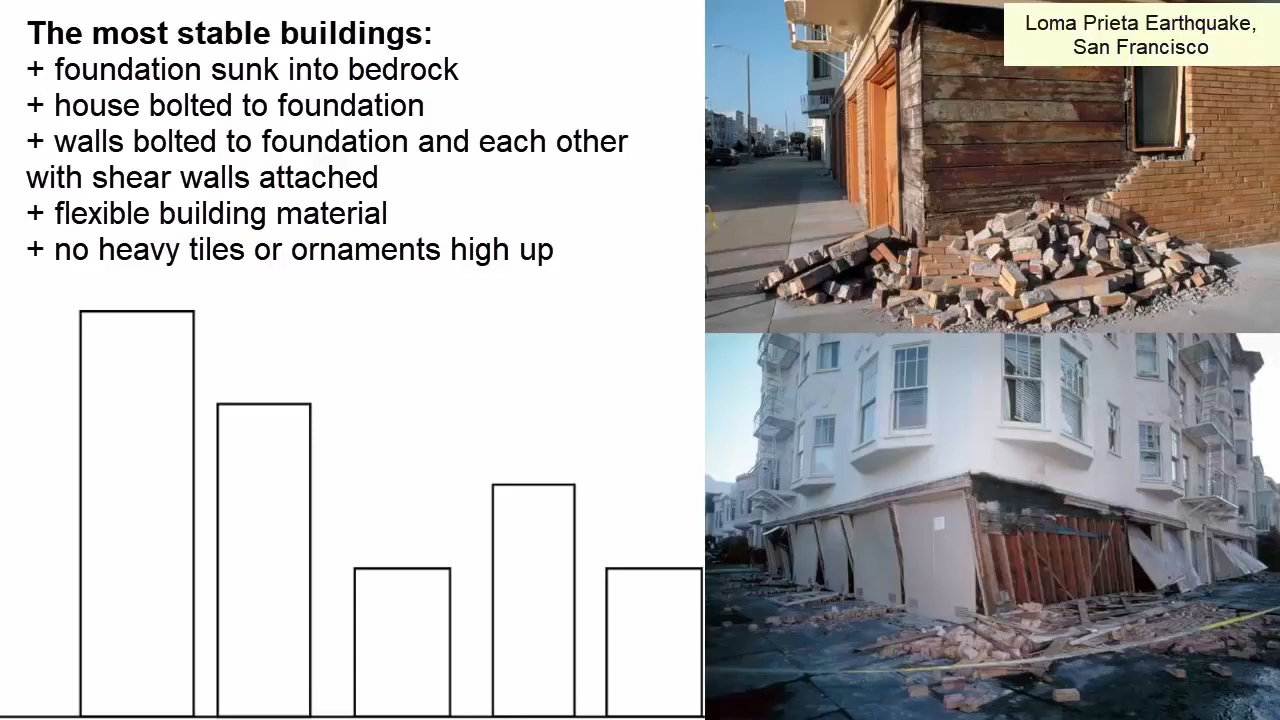 The most stable buildings:
+ foundation sunk into bedrock
+ house bolted to foundation
+ walls bolted to foundation and each other
with shear walls attached
+ flexible building material
+ no heavy tiles or ornaments high up
Loma Prieta Earthquake,
San Francisco